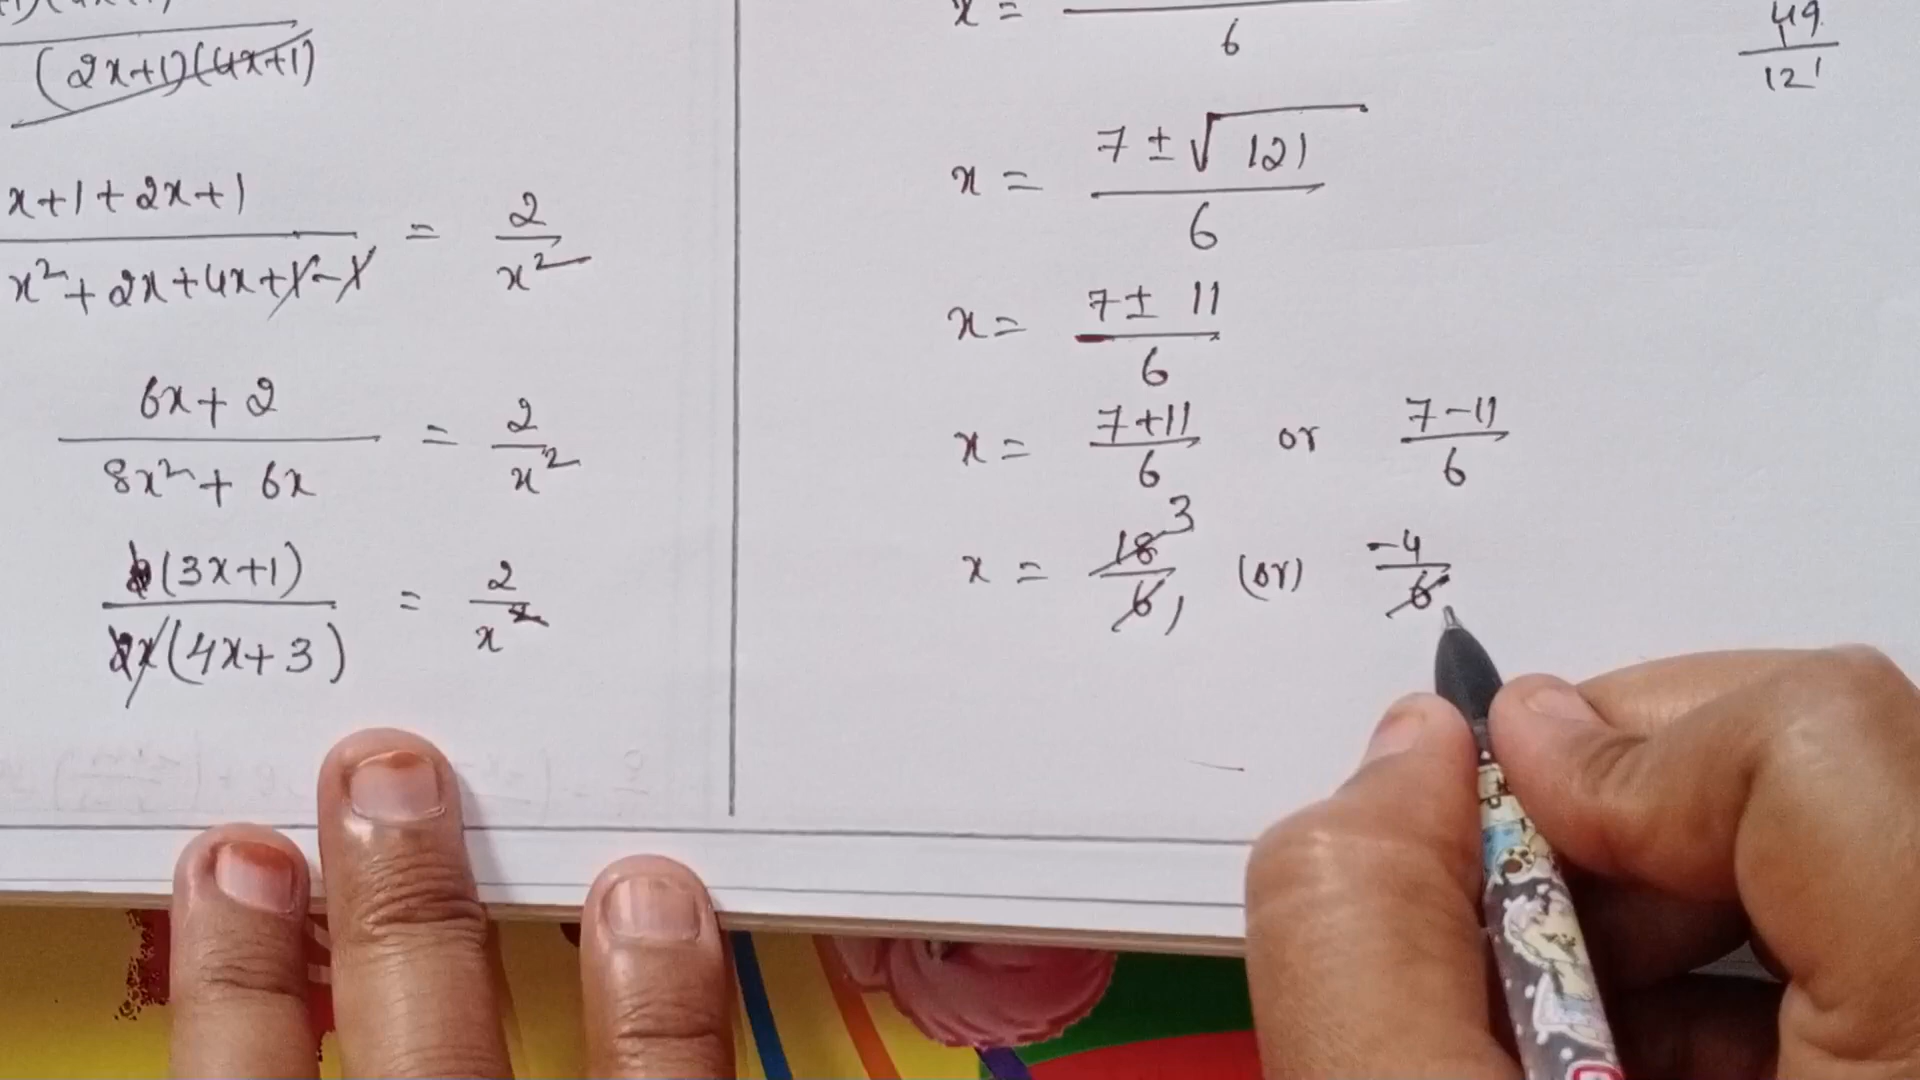 (2x+1)(4x+1)
x+1+2x+1 / x²+2x+4x+1-1 = 2/x²
6x+2 / 8x²+6x = 2/x²
2(3x+1) / 2x(4x+3) = 2/x²
x = / 6
x = 7±√121 / 6
x = 7±11 / 6
x = 7+11 / 6 or 7-11 / 6
x = 18 3 / 6 1 (or) -4 / 6
49
121